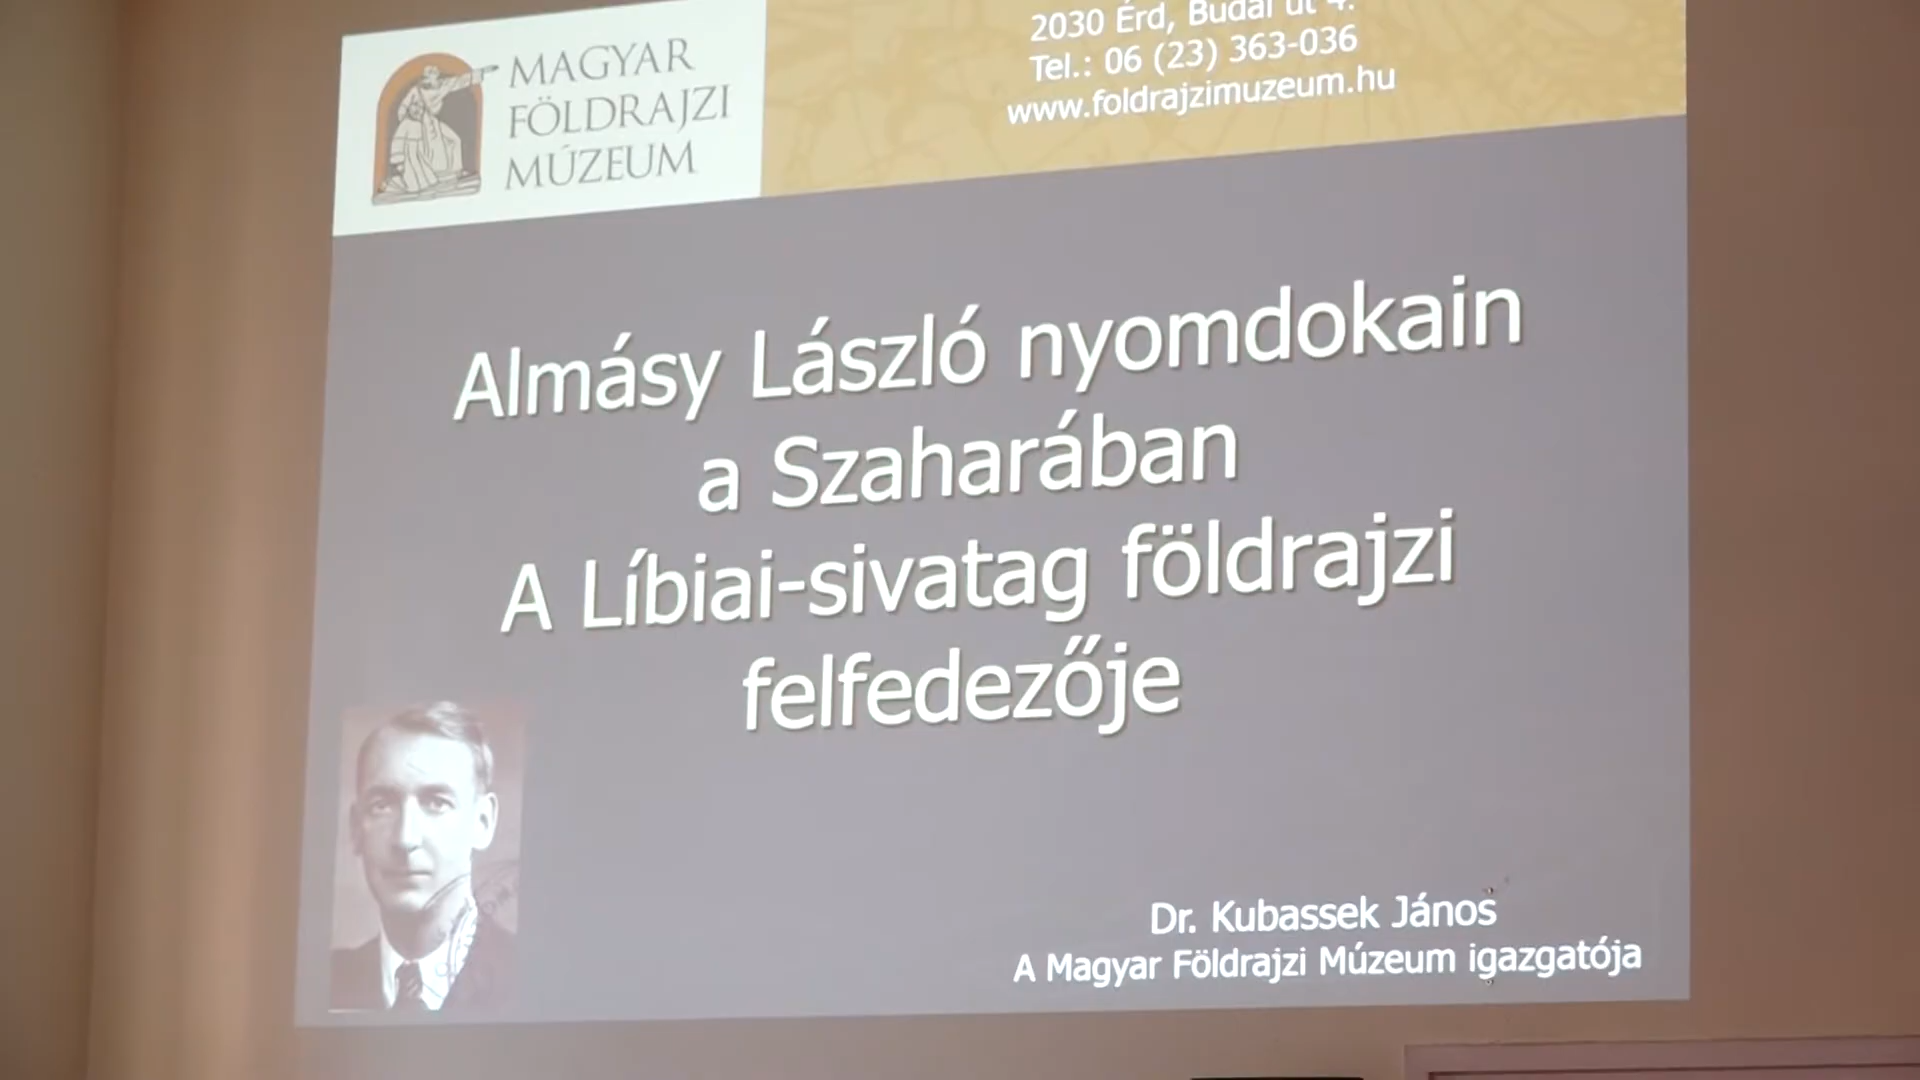 MAGYAR
FÖLDRAJZI
MÚZEUM
2030 Érd, Budai út 4.
Tel.: 06 (23) 363-036
www.foldrajzimuzeum.hu
Almásy László nyomdokain
a Szaharában
A Líbiai-sivatag földrajzi
felfedezője
Dr. Kubassek János
A Magyar Földrajzi Múzeum igazgatója